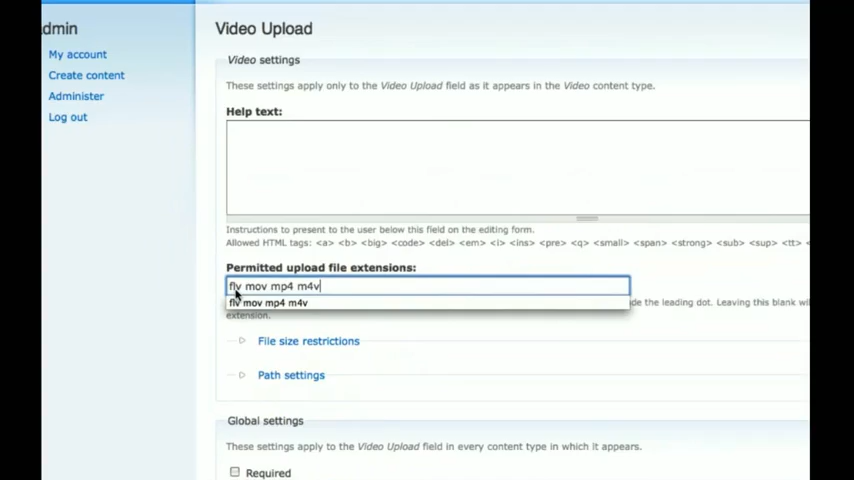 dmin
My account
Create content
Administer
Log out
Video Upload
Video settings
These settings apply only to the Video Upload field as it appears in the Video content type.
Help text:
Instructions to present to the user below this field on the editing form.
Allowed HTML tags: <a> <b> <big> <code> <del> <em> <i> <ins> <pre> <q> <small> <span> <strong> <sub> <sup> <tt>
Permitted upload file extensions:
flv mov mp4 m4v
flv mov mp4 m4v
de the leading dot. Leaving this blank will
extension.
File size restrictions
Path settings
Global settings
These settings apply to the Video Upload field in every content type in which it appears.
Required